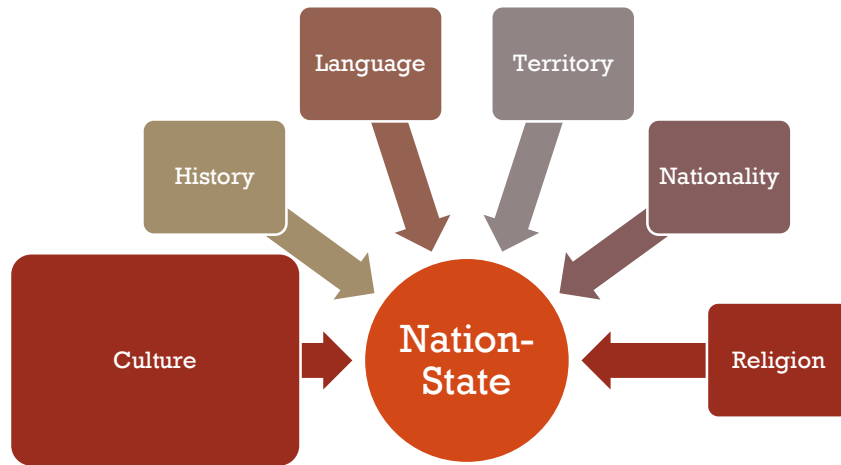 Language
Territory
History
Nationality
Culture
Nation-
State
Religion